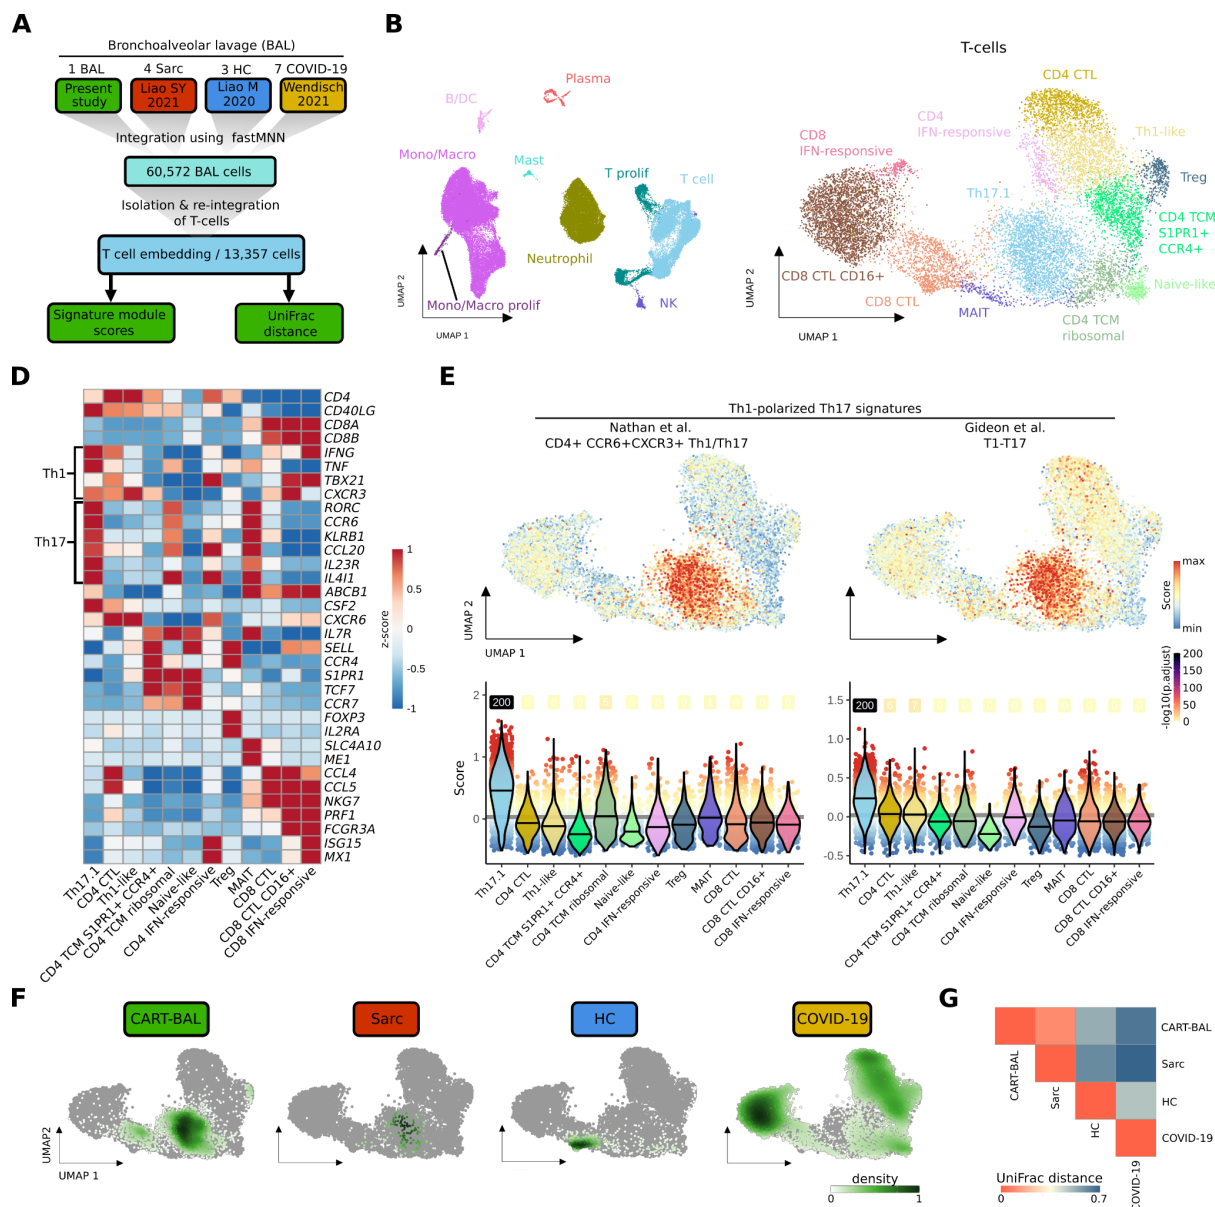 A
Bronchoalveolar lavage (BAL)
1 BAL
4 Sarc
3 HC
7 COVID-19
Present
study
Liao SY
2021
Liao M
2020
Wendisch
2021
Integration using fastMNN
60,572 BAL cells
Isolation & re-integration
of T-cells
T cell embedding / 13,357 cells
Signature module
scores
UniFrac
distance
B
Plasma
B/DC
Mono/Macro
Mast
T prolif
T cell
Neutrophil
Mono/Macro prolif
NK
UMAP 2
UMAP 1
T-cells
CD4 CTL
CD4
IFN-responsive
CD8
IFN-responsive
Th1-like
Treg
Th17.1
CD4 TCM
S1PR1+
CCR4+
CD8 CTL CD16+
CD8 CTL
MAIT
Naive-like
CD4 TCM
ribosomal
UMAP 2
UMAP 1
D
CD4
CD40LG
CD8A
CD8B
IFNG
TNF
TBX21
CXCR3
RORC
CCR6
KLRB1
CCL20
IL23R
IL4I1
ABCB1
CSF2
CXCR6
IL7R
SELL
CCR4
S1PR1
TCF7
CCR7
FOXP3
IL2RA
SLC4A10
ME1
CCL4
CCL5
NKG7
PRF1
FCGR3A
ISG15
MX1
Th1
Th17
z-score
1
0.5
0
-0.5
-1
Th17.1
CD4 CTL
Th1-like
CD4 TCM S1PR1+ CCR4+
CD4 TCM ribosomal
Naive-like
CD4 IFN-responsive
Treg
MAIT
CD8 CTL
CD8 CTL CD16+
CD8 IFN-responsive
E
Th1-polarized Th17 signatures
Nathan et al.
CD4+ CCR6+CXCR3+ Th1/Th17
Gideon et al.
T1-T17
UMAP 2
UMAP 1
Score
max
min
-log10(p.adjust)
200
150
100
50
0
Score
2
1
0
200
Th17.1
CD4 CTL
Th1-like
CD4 TCM S1PR1+ CCR4+
CD4 TCM ribosomal
Naive-like
CD4 IFN-responsive
Treg
MAIT
CD8 CTL
CD8 CTL CD16+
CD8 IFN-responsive
1.5
1.0
0.5
0.0
-0.5
200
Th17.1
CD4 CTL
Th1-like
CD4 TCM S1PR1+ CCR4+
CD4 TCM ribosomal
Naive-like
CD4 IFN-responsive
Treg
MAIT
CD8 CTL
CD8 CTL CD16+
CD8 IFN-responsive
F
CART-BAL
Sarc
HC
COVID-19
UMAP2
UMAP 1
density
0
1
G
CART-BAL
Sarc
HC
COVID-19
CART-BAL
Sarc
HC
UniFrac distance
0
0.7